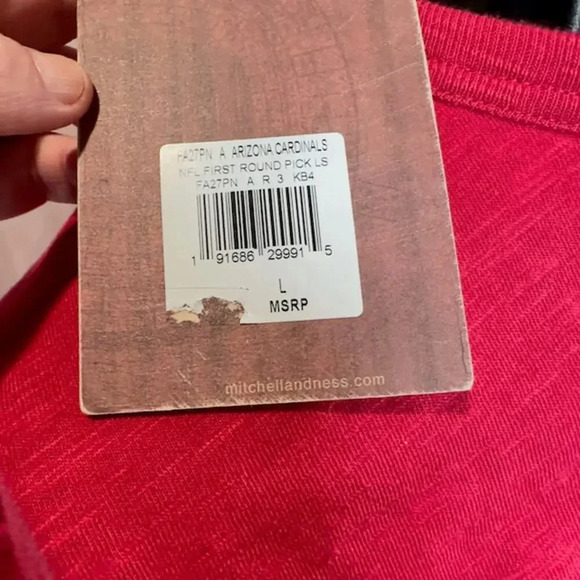 FA27PN A ARIZONA CARDINALS
NFL FIRST ROUND PICK LS
FA27PN A R 3 KB4
1 91686 29991 5
L
MSRP
mitchellandness.com